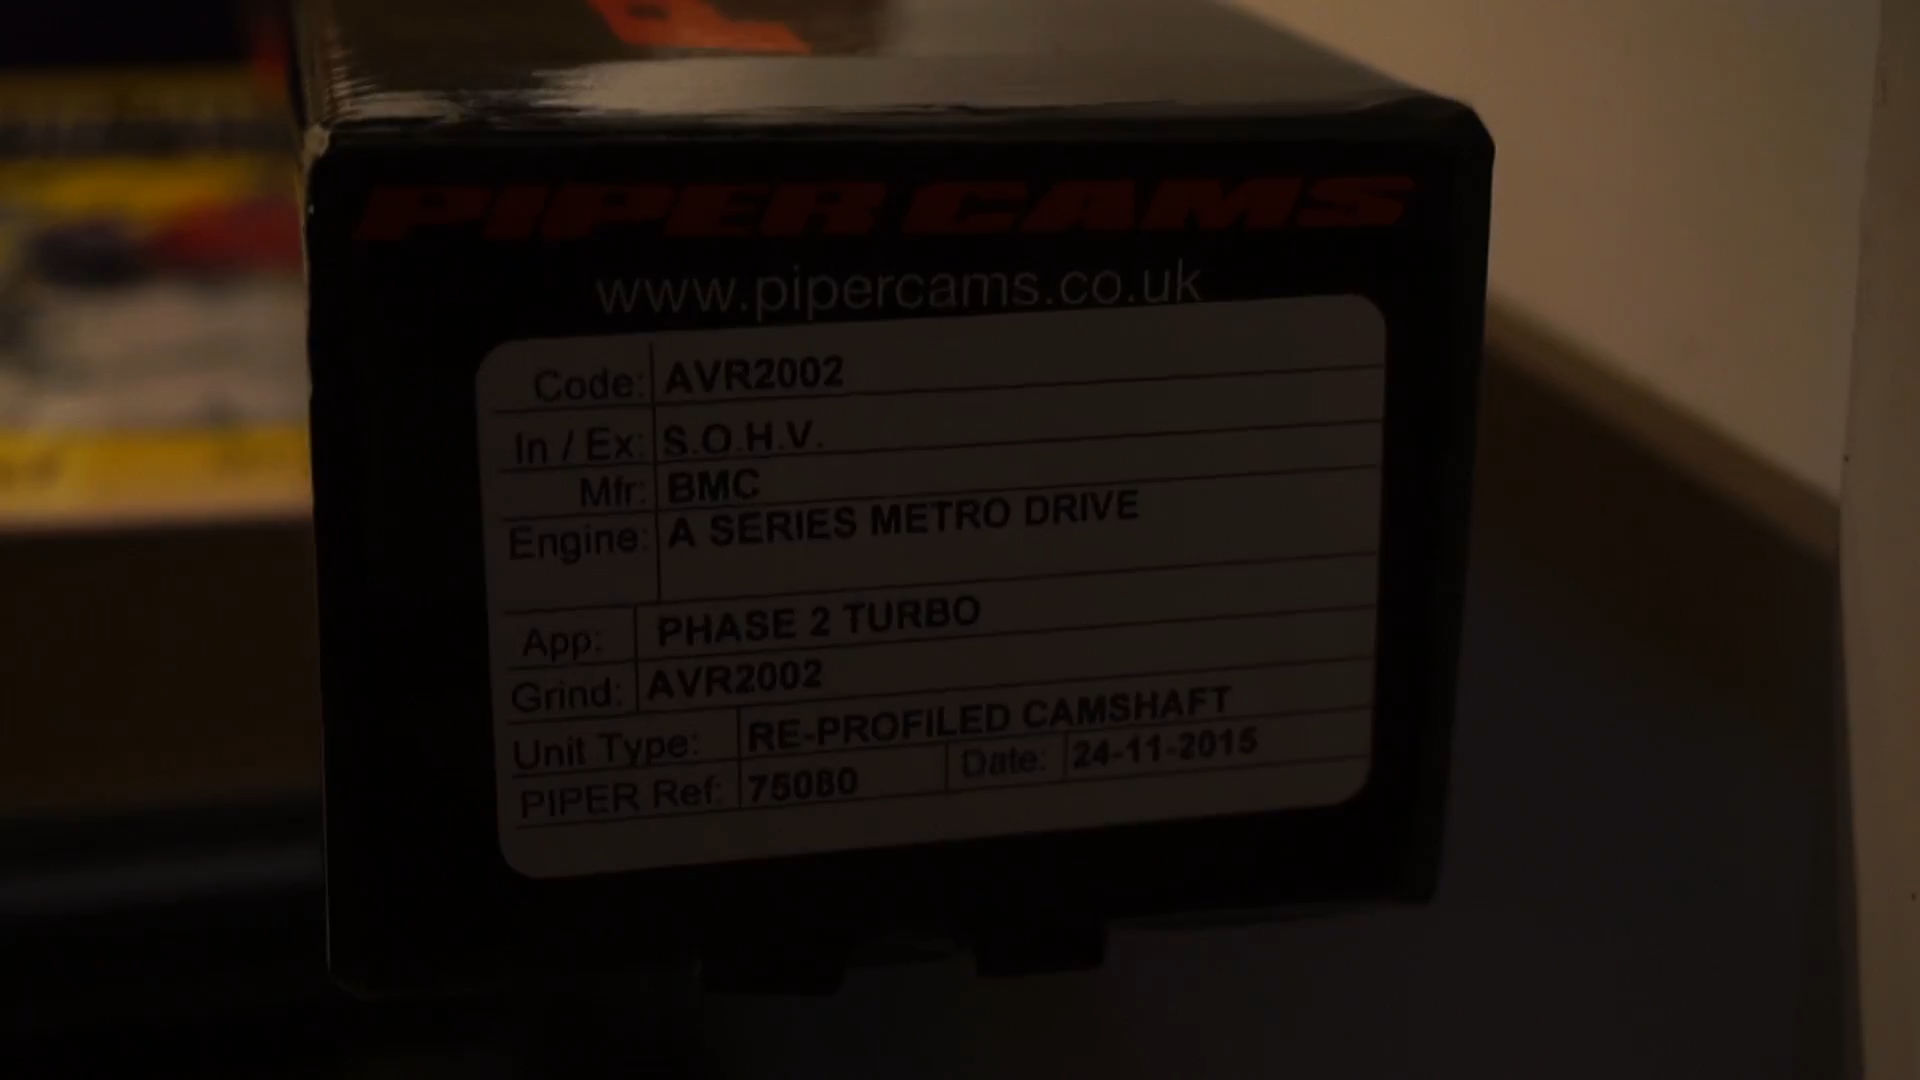 PIPER CAMS
www.pipercams.co.uk
Code: AVR2002
In / Ex: S.O.H.V.
Mfr: BMC
Engine: A SERIES METRO DRIVE
App: PHASE 2 TURBO
Grind: AVR2002
Unit Type: RE-PROFILED CAMSHAFT
PIPER Ref: 75080 Date: 24-11-2015